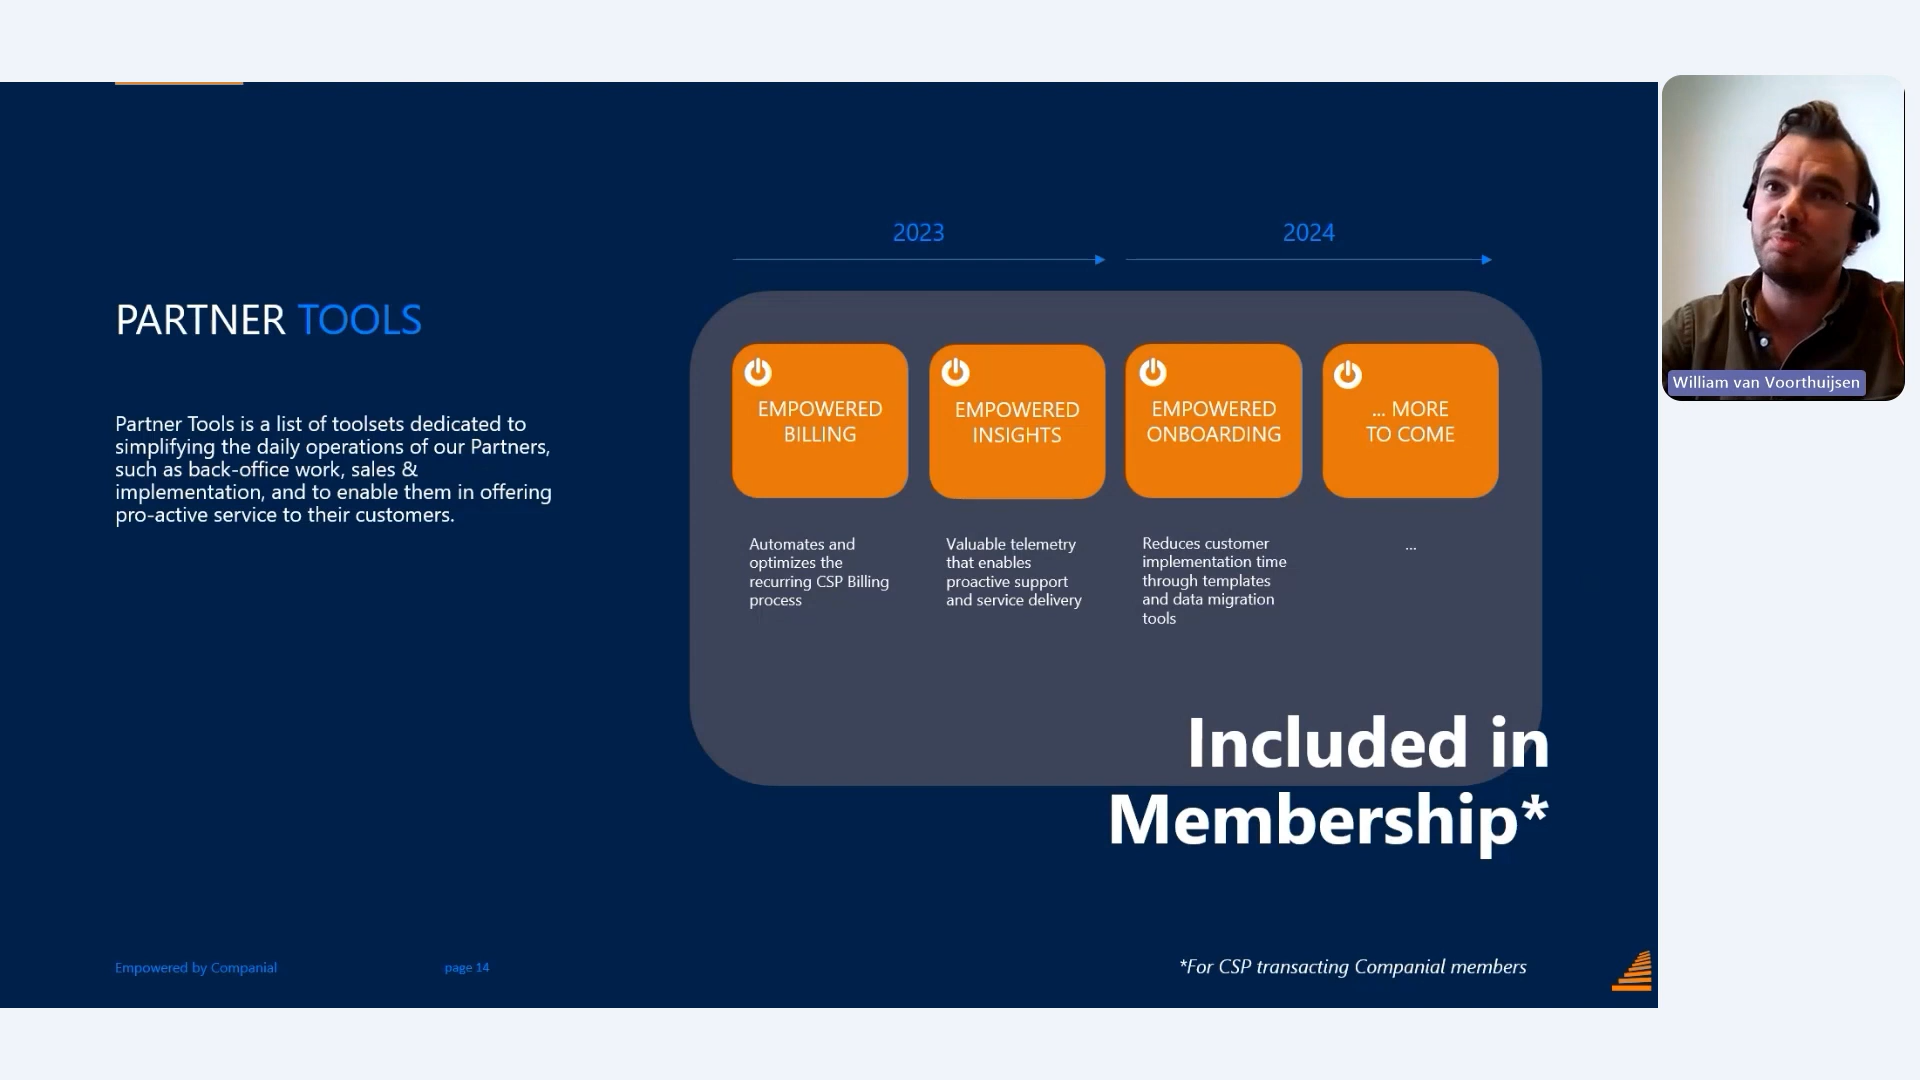 2023
2024
PARTNER TOOLS
Partner Tools is a list of toolsets dedicated to
simplifying the daily operations of our Partners,
such as back-office work, sales &
implementation, and to enable them in offering
pro-active service to their customers.
EMPOWERED
BILLING
EMPOWERED
INSIGHTS
EMPOWERED
ONBOARDING
... MORE
TO COME
Automates and
optimizes the
recurring CSP Billing
process
Valuable telemetry
that enables
proactive support
and service delivery
Reduces customer
implementation time
through templates
and data migration
tools
...
Included in
Membership*
Empowered by Companial
page 14
*For CSP transacting Companial members
William van Voorthuijsen